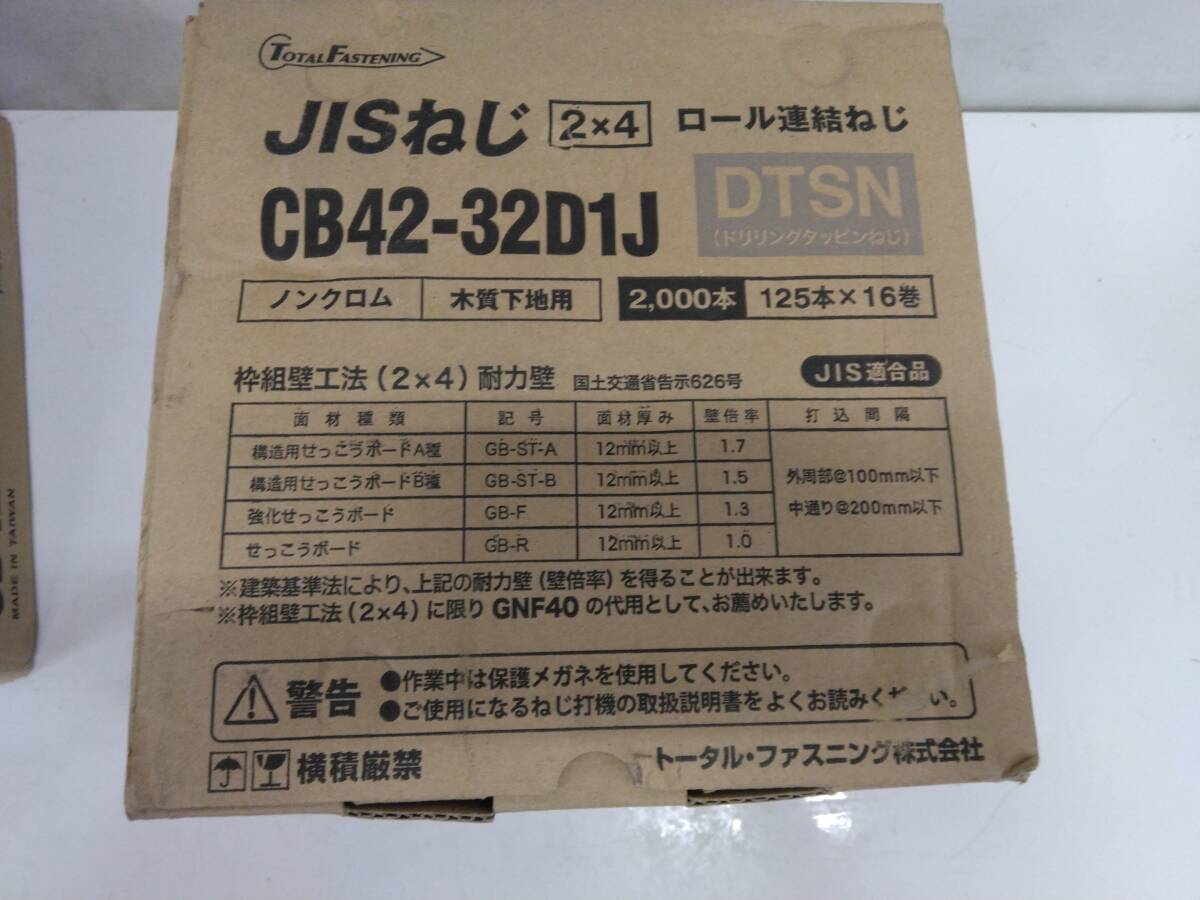 TOTAL FASTENING
JISねじ 2×4 ロール連結ねじ
CB42-32D1J
DTSN
(ドリリングタッピンねじ)
ノンクロム 木質下地用 2,000本 125本×16巻
枠組壁工法(2×4)耐力壁 国土交通省告示626号 JIS適合品
面材種類 記号 面材厚み 壁倍率 打込間隔
構造用せっこうボードA種 GB-ST-A 12mm以上 1.7
構造用せっこうボードB種 GB-ST-B 12mm以上 1.5
強化せっこうボード GB-F 12mm以上 1.3
せっこうボード GB-R 12mm以上 1.0
外周部@100mm以下
中通り@200mm以下
※建築基準法により、上記の耐力壁(壁倍率)を得ることが出来ます。
※枠組壁工法(2×4)に限り GNF40 の代用として、お薦めいたします。
警告
●作業中は保護メガネを使用してください。
●ご使用になるねじ打機の取扱説明書をよくお読みください。
横積厳禁
トータル・ファスニング株式会社
MADE IN TAIWAN